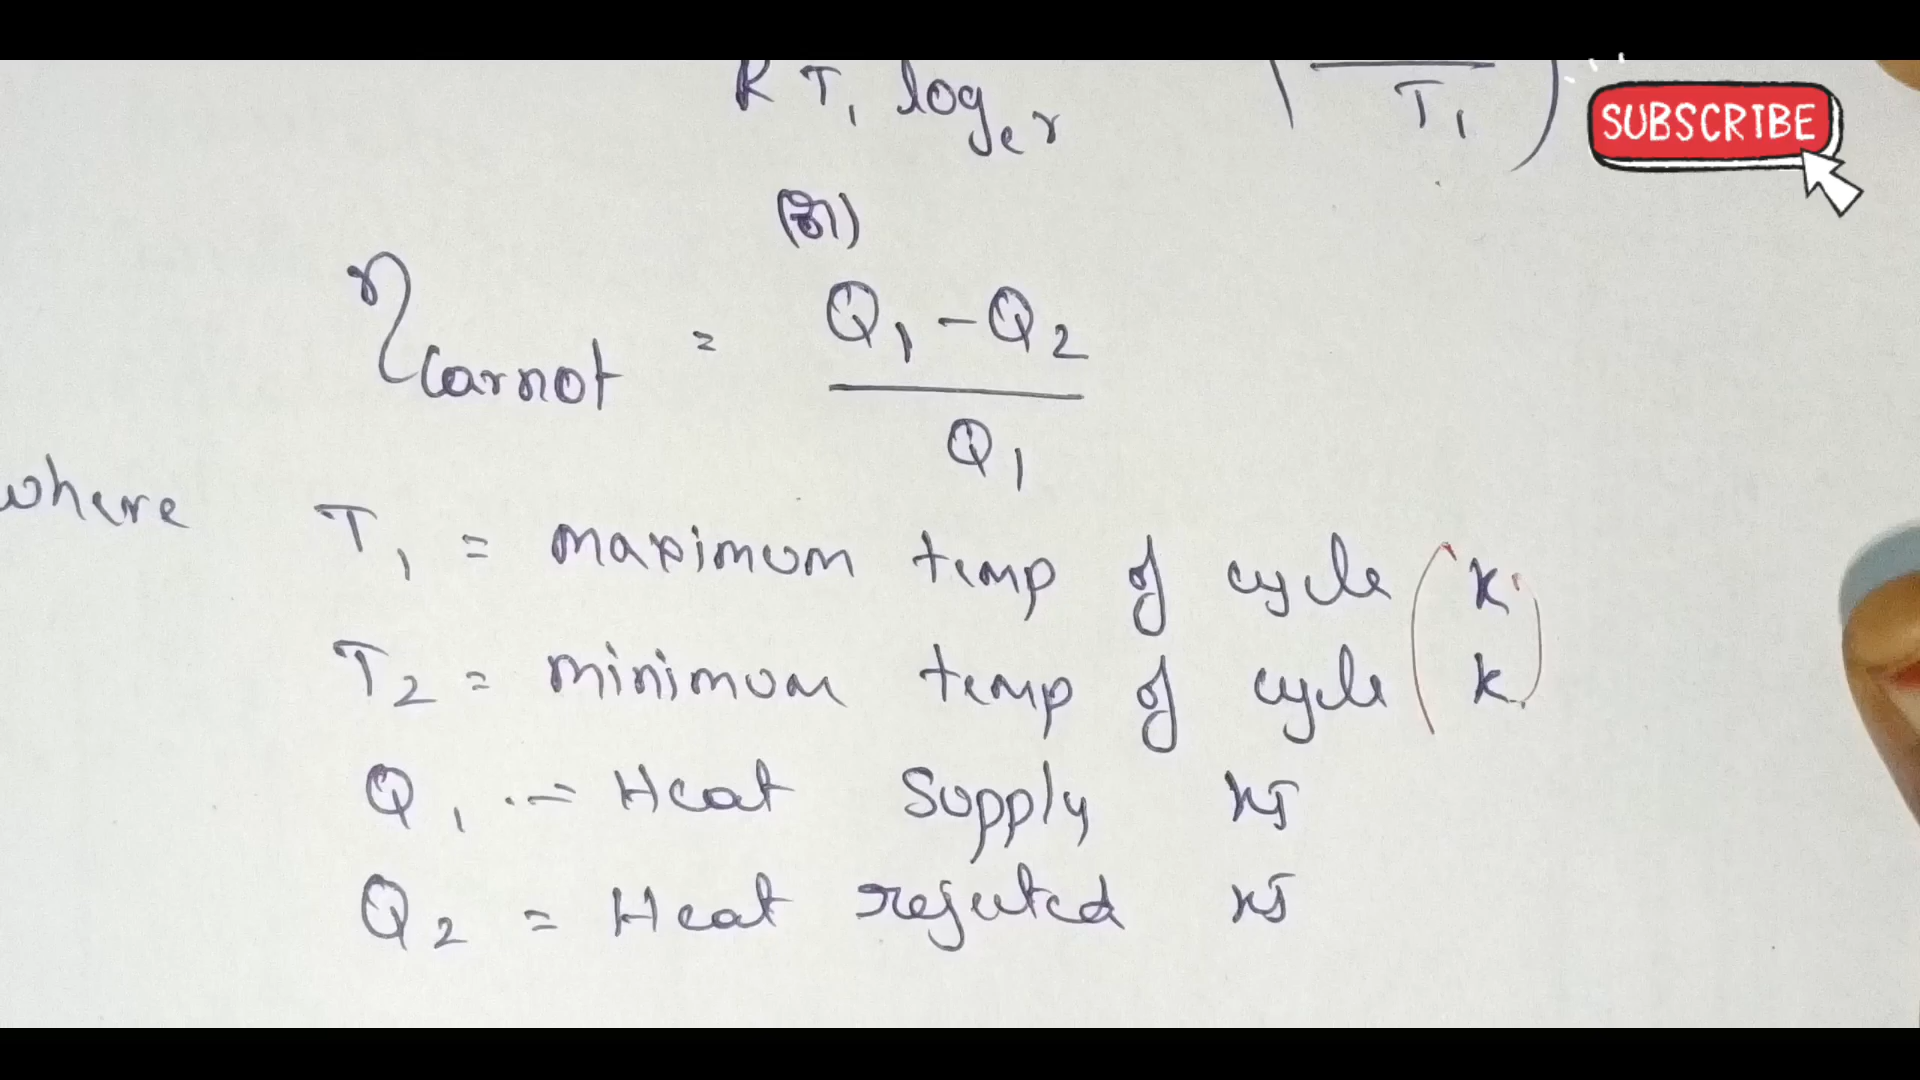 R T1 loge r
T1 )
SUBSCRIBE
(or)
ηcarnot = Q1 - Q2
Q1
where T1 = maximum temp of cycle (K)
T2 = minimum temp of cycle (K)
Q1 = Heat Supply KJ
Q2 = Heat rejected KJ